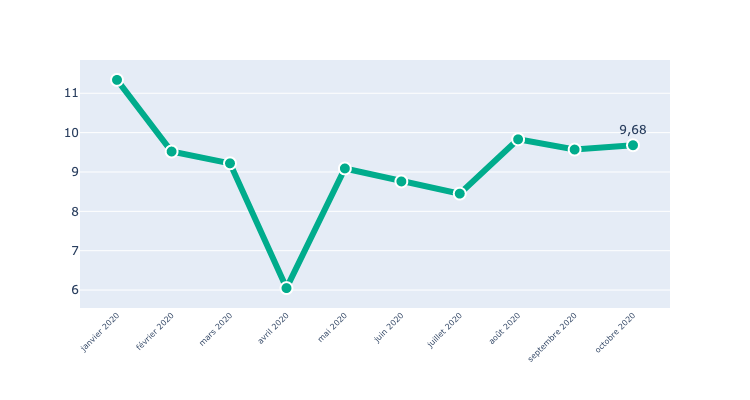 11
10
9
8
7
6
9,68
janvier 2020
février 2020
mars 2020
avril 2020
mai 2020
juin 2020
juillet 2020
août 2020
septembre 2020
octobre 2020